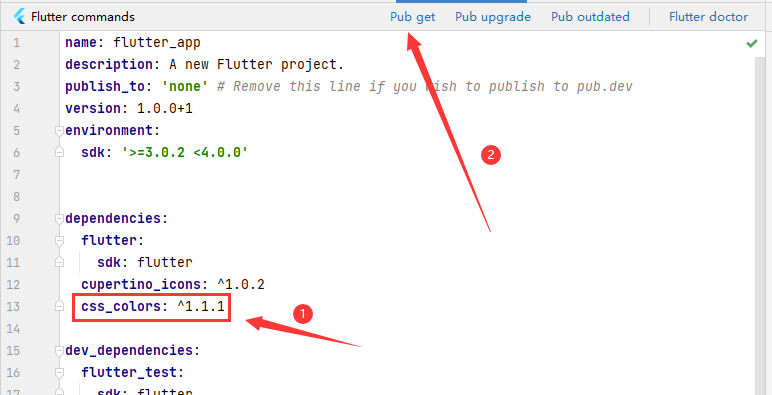 Flutter commands Pub get Pub upgrade Pub outdated Flutter doctor
1 name: flutter_app
2 description: A new Flutter project.
3 publish_to: 'none' # Remove this line if you wish to publish to pub.dev
4 version: 1.0.0+1
5 environment:
6 sdk: '>=3.0.2 <4.0.0'
7
8
9 dependencies:
10 flutter:
11 sdk: flutter
12 cupertino_icons: ^1.0.2
13 css_colors: ^1.1.1
14
15 dev_dependencies:
16 flutter_test:
17 sdk: flutter
2
1